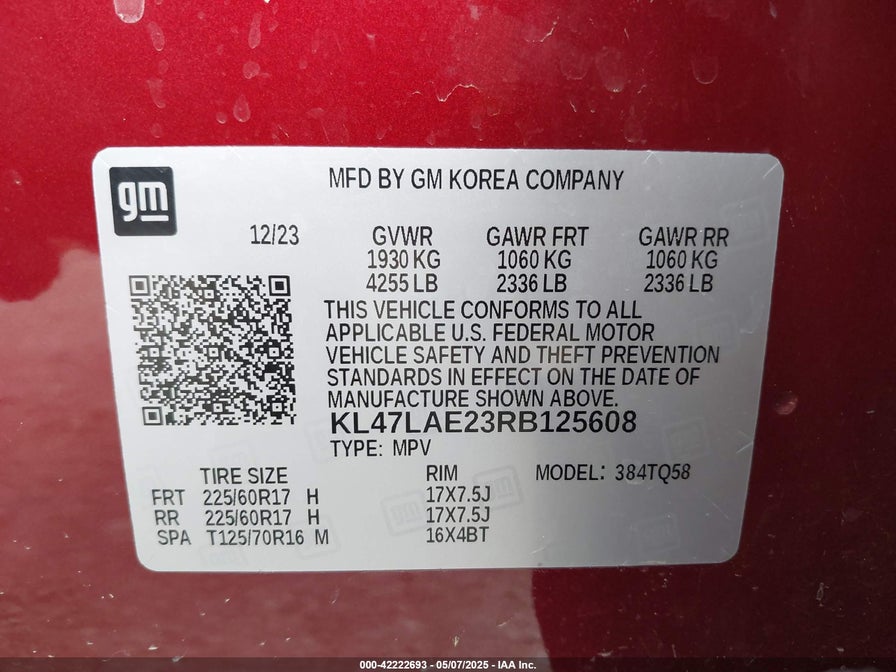 gm
MFD BY GM KOREA COMPANY
12/23 GVWR GAWR FRT GAWR RR
1930 KG 1060 KG 1060 KG
4255 LB 2336 LB 2336 LB
THIS VEHICLE CONFORMS TO ALL
APPLICABLE U.S. FEDERAL MOTOR
VEHICLE SAFETY AND THEFT PREVENTION
STANDARDS IN EFFECT ON THE DATE OF
MANUFACTURE SHOWN ABOVE.
KL47LAE23RB125608
TYPE: MPV
TIRE SIZE RIM MODEL: 384TQ58
FRT 225/60R17 H 17X7.5J
RR 225/60R17 H 17X7.5J
SPA T125/70R16 M 16X4BT
000-42222693 - 05/07/2025 - IAA Inc.